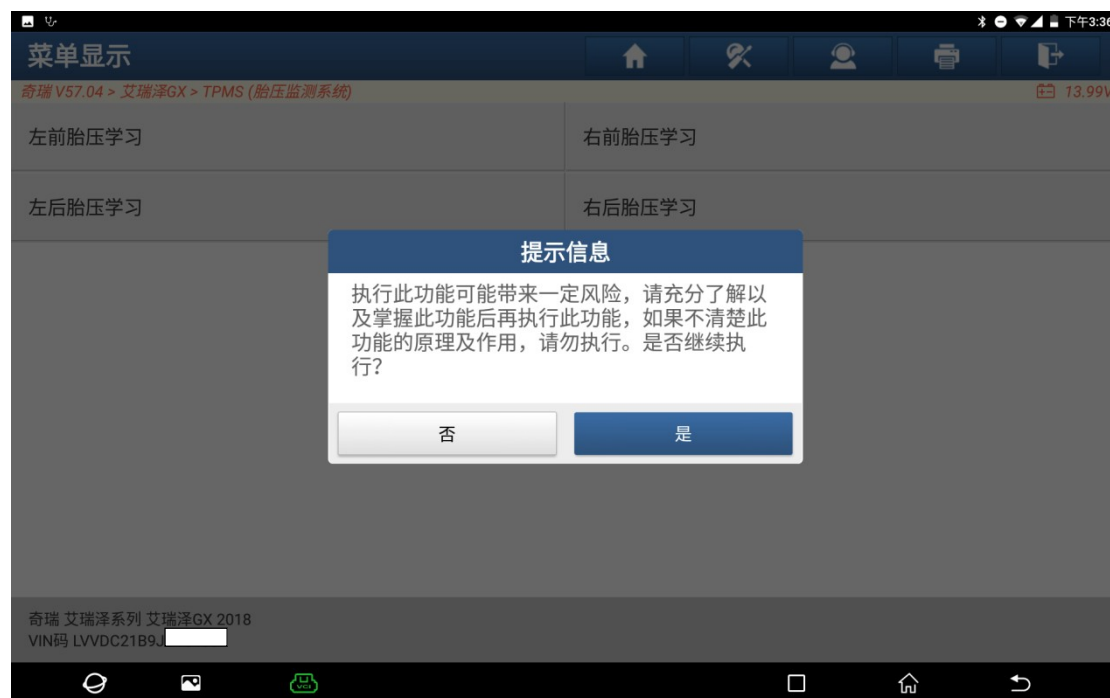 下午3:36
菜单显示
奇瑞 V57.04 > 艾瑞泽GX > TPMS (胎压监测系统)
13.99V
左前胎压学习
右前胎压学习
左后胎压学习
右后胎压学习
提示信息
执行此功能可能带来一定风险，请充分了解以
及掌握此功能后再执行此功能，如果不清楚此
功能的原理及作用，请勿执行。是否继续执
行？
否
是
奇瑞 艾瑞泽系列 艾瑞泽GX 2018
VIN码 LVVDC21B9J
VCI